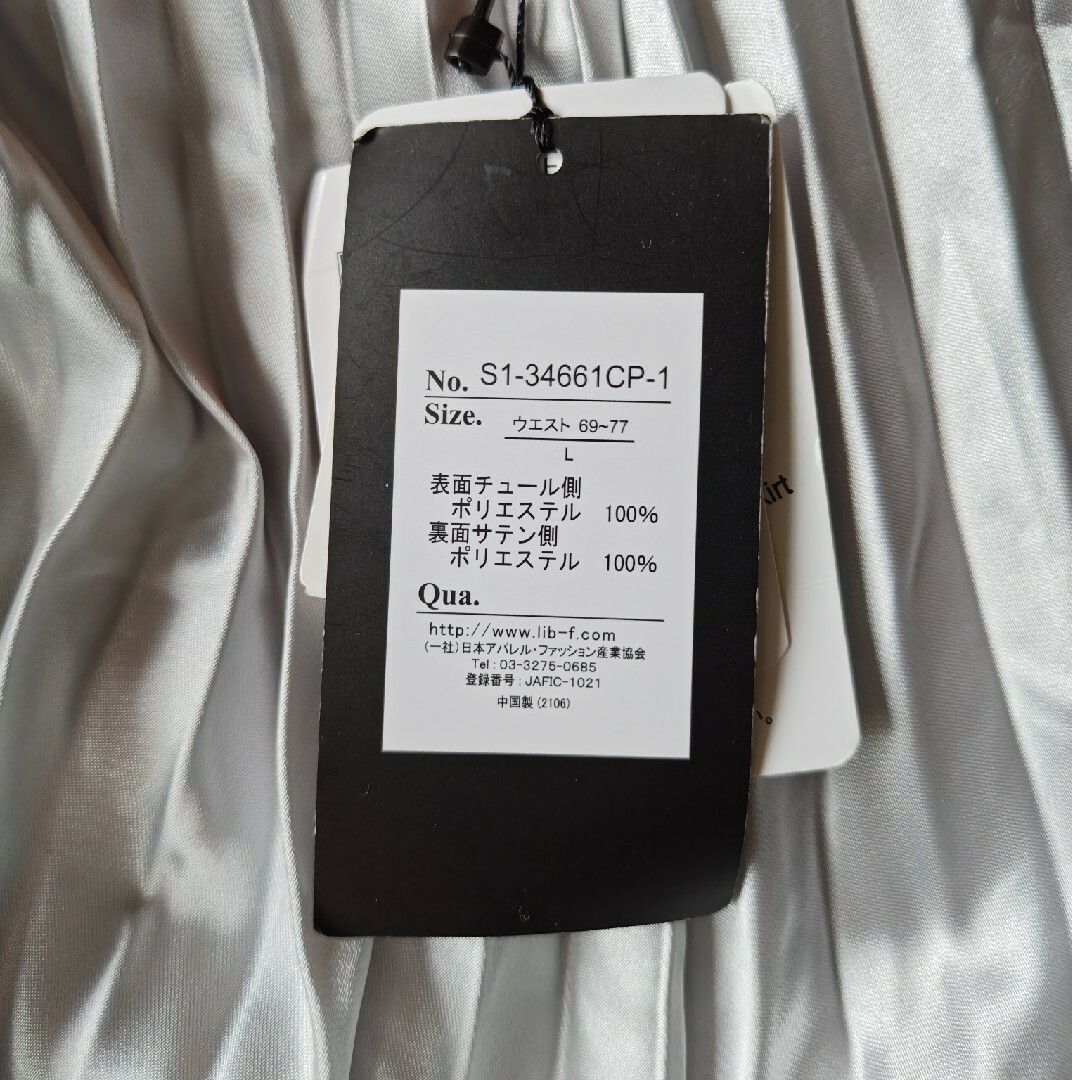 No. S1-34661CP-1
Size. ウエスト 69~77
L
表面チュール側
ポリエステル 100%
裏面サテン側
ポリエステル 100%
Qua.
http://www.lib-f.com
(一社)日本アパレル・ファッション産業協会
Tel : 03-3275-0685
登録番号 : JAFIC-1021
中国製 (2106)